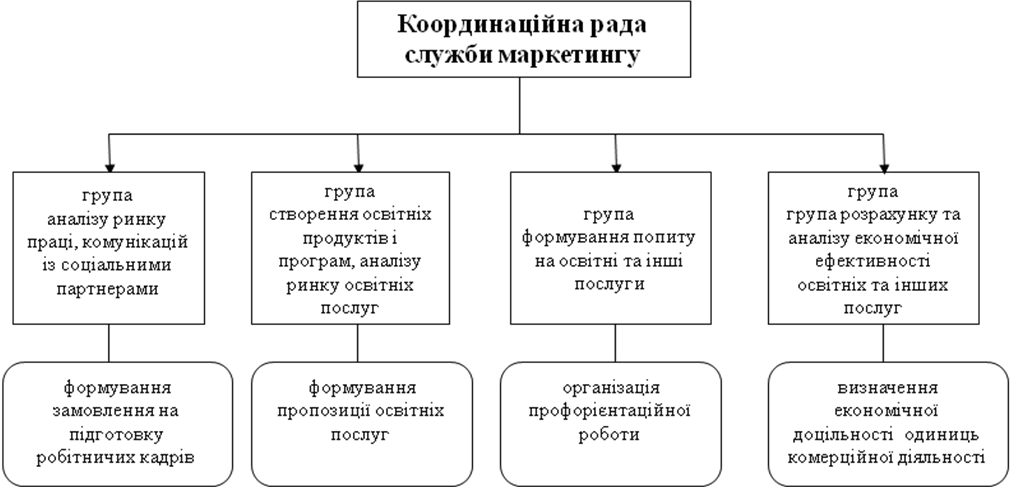 Координаційна рада
служби маркетингу
група
аналізу ринку
праці, комунікацій
із соціальними
партнерами
група
створення освітніх
продуктів і
програм, аналізу
ринку освітніх
послуг
група
формування попиту
на освітні та інші
послуги
група
група розрахунку та
аналізу економічної
ефективності
освітніх та інших
послуг
формування
замовлення на
підготовку
робітничих кадрів
формування
пропозиції освітніх
послуг
організація
профорієнтаційної
роботи
визначення
економічної
доцільності одиниць
комерційної діяльності